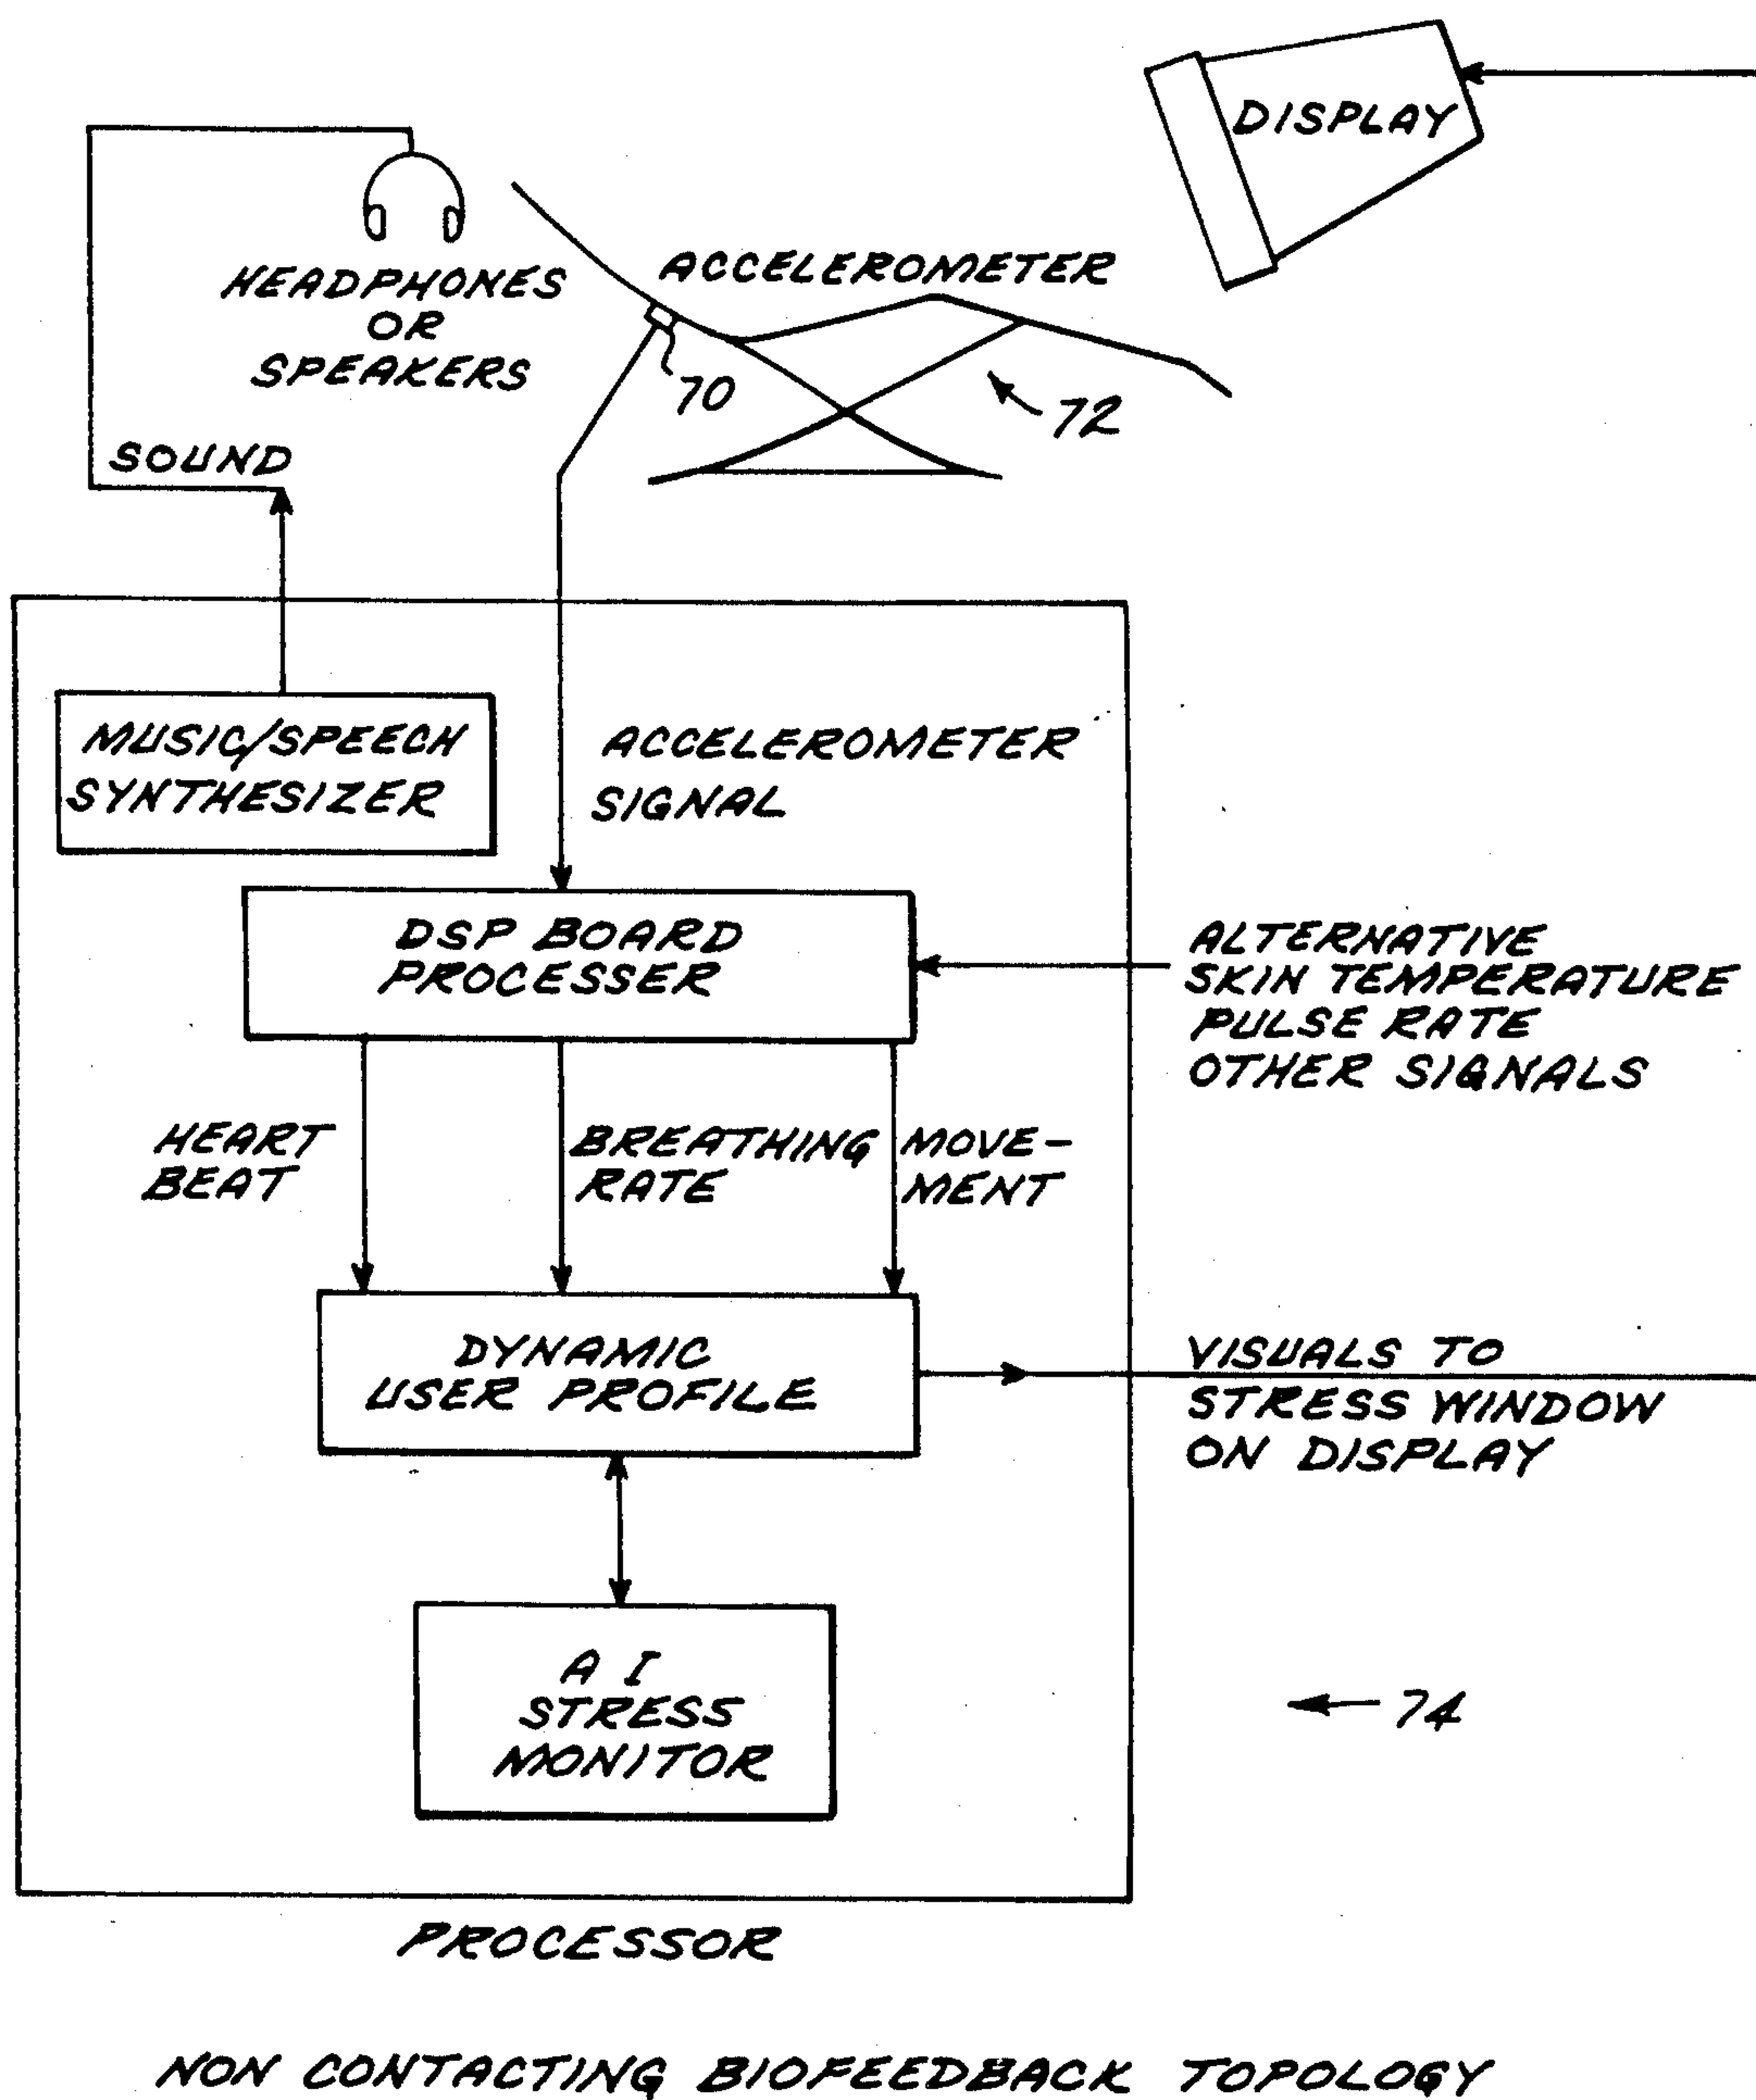 DISPLAY
HEADPHONES
OR
SPEAKERS
ACCELEROMETER
70
72
SOUND
MUSIC/SPEECH
SYNTHESIZER
ACCELEROMETER
SIGNAL
DSP BOARD
PROCESSER
ALTERNATIVE
SKIN TEMPERATURE
PULSE RATE
OTHER SIGNALS
HEART
BEAT
BREATHING
RATE
MOVE-
MENT
DYNAMIC
USER PROFILE
VISUALS TO
STRESS WINDOW
ON DISPLAY
A I
STRESS
MONITOR
74
PROCESSOR
NON CONTACTING BIOFEEDBACK TOPOLOGY